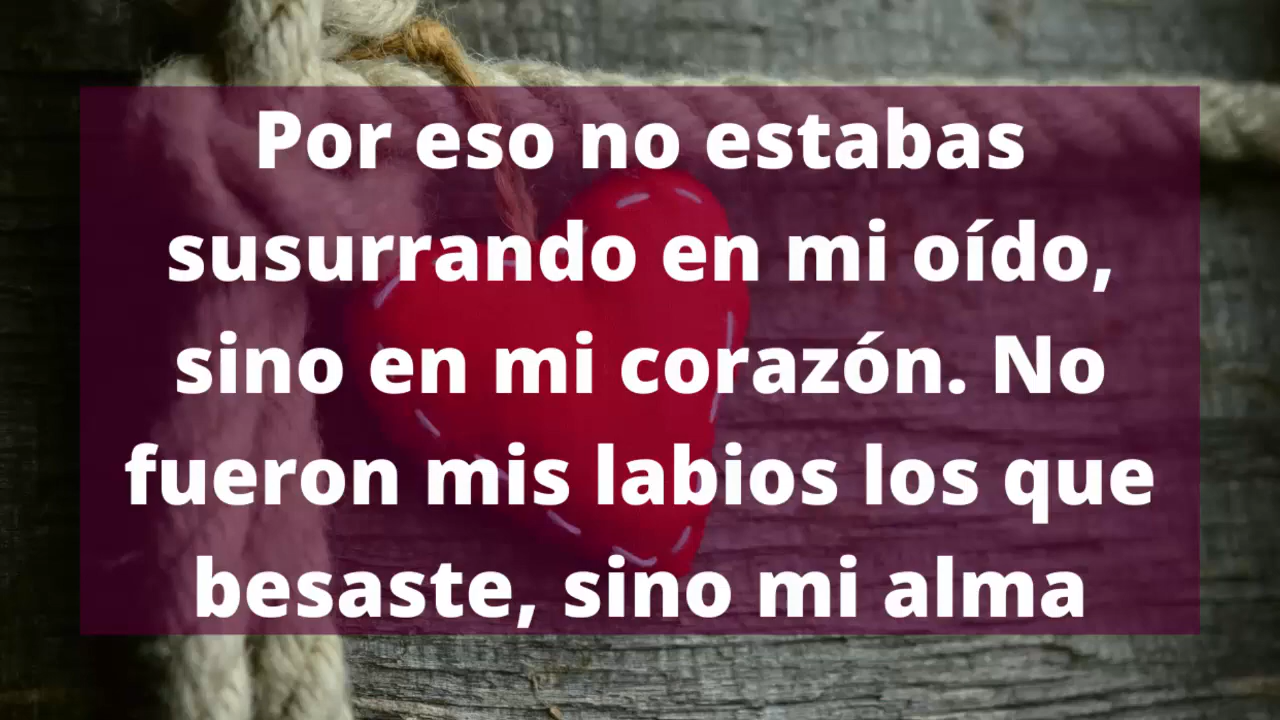 Por eso no estabas
susurrando en mi oído,
sino en mi corazón. No
fueron mis labios los que
besaste, sino mi alma